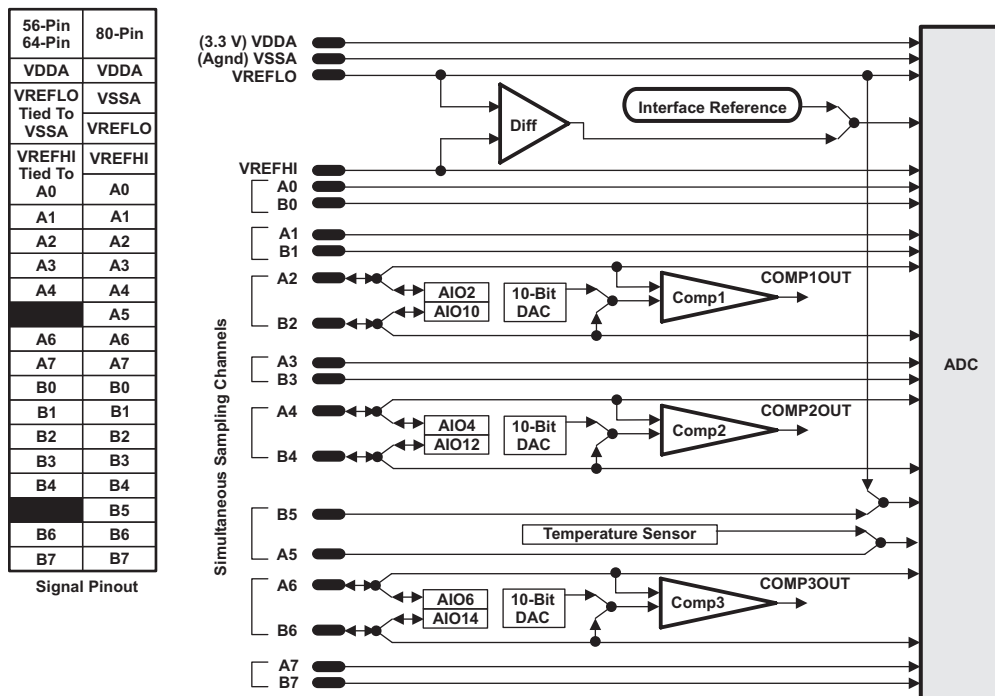 56-Pin
64-Pin
80-Pin
VDDA
VDDA
VREFLO
Tied To
VSSA
VSSA
VREFLO
VREFHI
Tied To
A0
VREFHI
A0
A1
A1
A2
A2
A3
A3
A4
A4
A5
A6
A6
A7
A7
B0
B0
B1
B1
B2
B2
B3
B3
B4
B4
B5
B6
B6
B7
B7
Signal Pinout
(3.3 V) VDDA
(Agnd) VSSA
VREFLO
Interface Reference
Diff
VREFHI
A0
B0
A1
B1
A2
AIO2
AIO10
10-Bit
DAC
Comp1
COMP1OUT
B2
Simultaneous Sampling Channels
A3
B3
ADC
A4
AIO4
AIO12
10-Bit
DAC
Comp2
COMP2OUT
B4
B5
Temperature Sensor
A5
A6
AIO6
AIO14
10-Bit
DAC
Comp3
COMP3OUT
B6
A7
B7